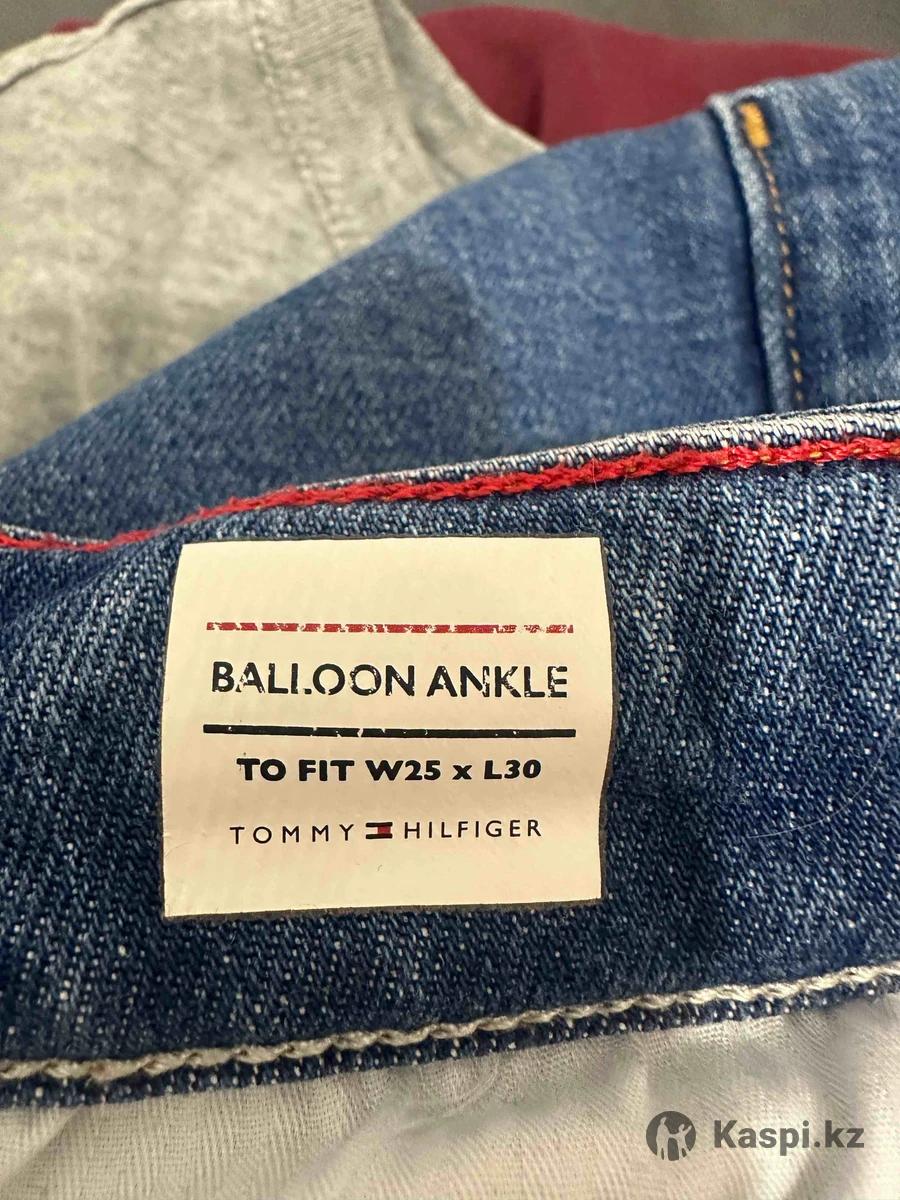 BALLOON ANKLE
TO FIT W25 x L30
TOMMY HILFIGER
Kaspi.kz